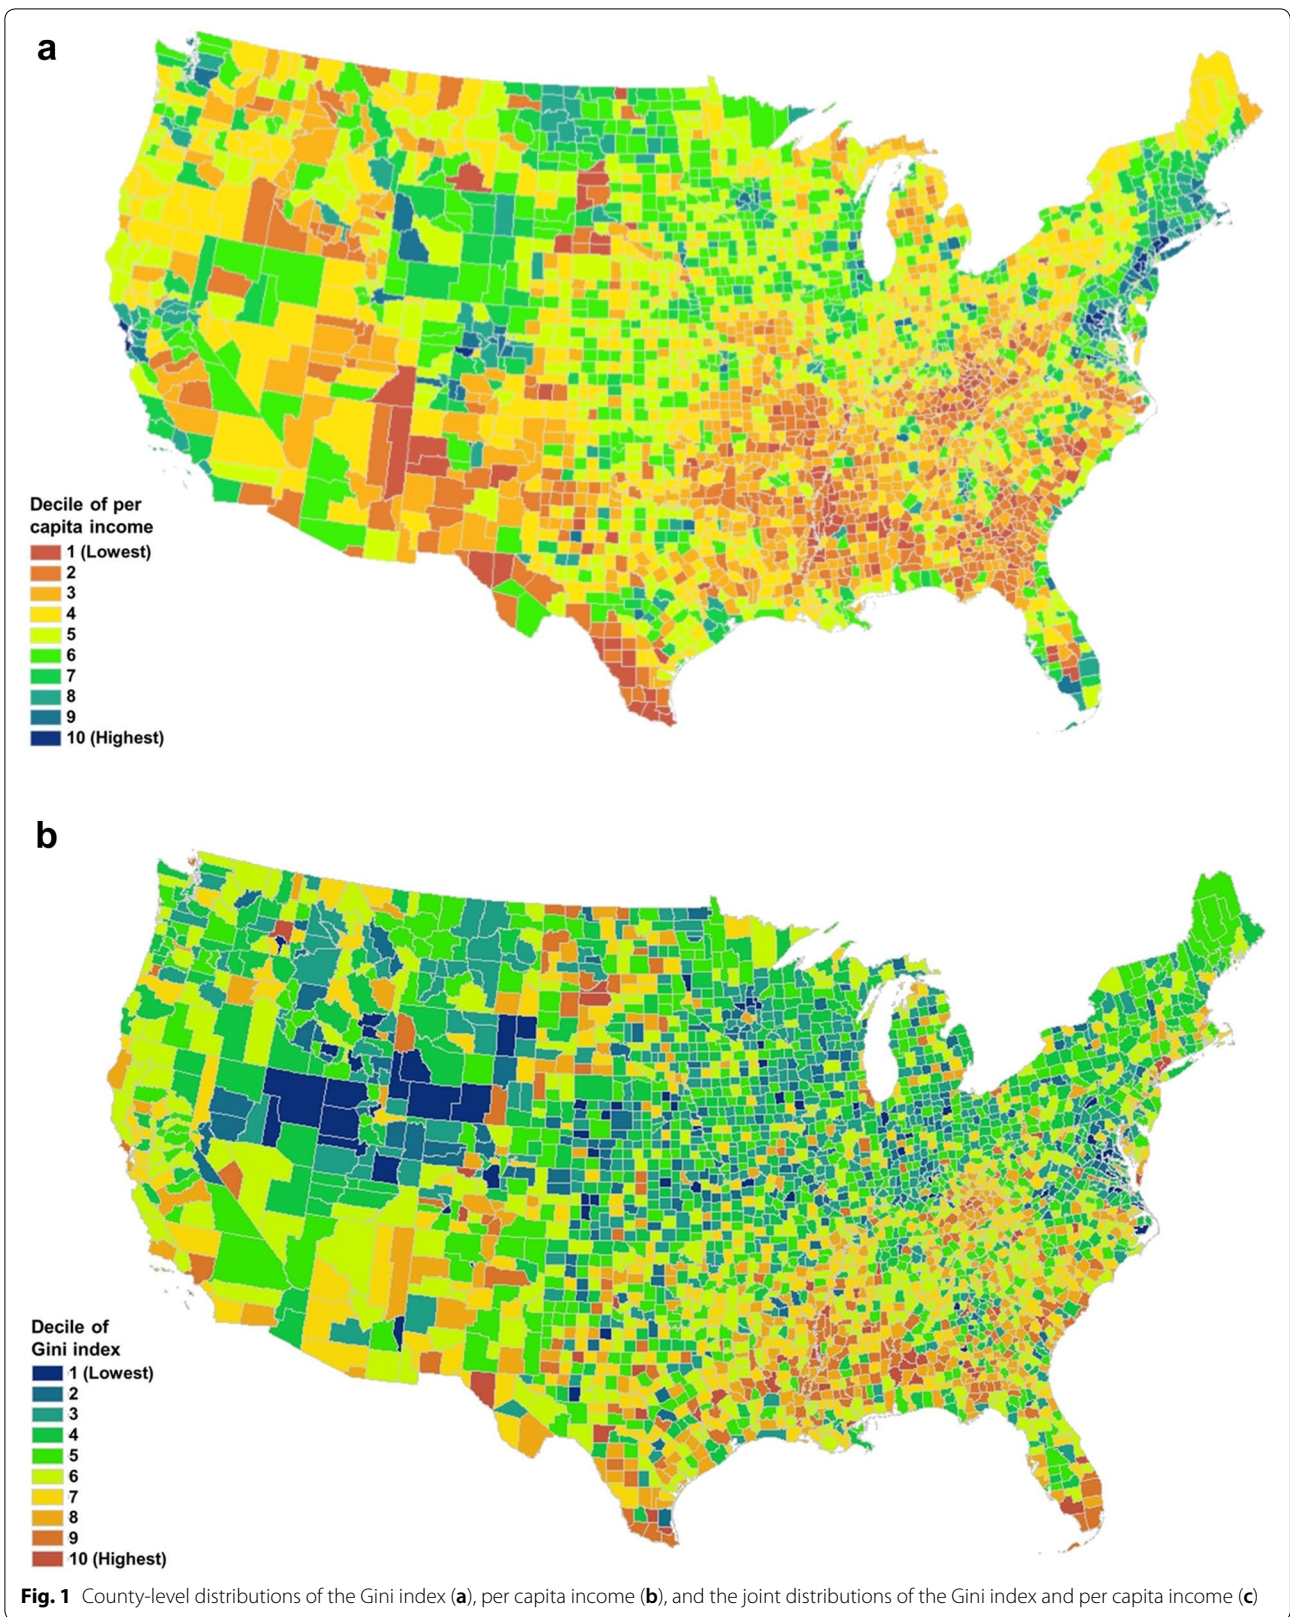 a
Decile of per
capita income
1 (Lowest)
2
3
4
5
6
7
8
9
10 (Highest)
b
Decile of
Gini index
1 (Lowest)
2
3
4
5
6
7
8
9
10 (Highest)
Fig. 1 County-level distributions of the Gini index (a), per capita income (b), and the joint distributions of the Gini index and per capita income (c)